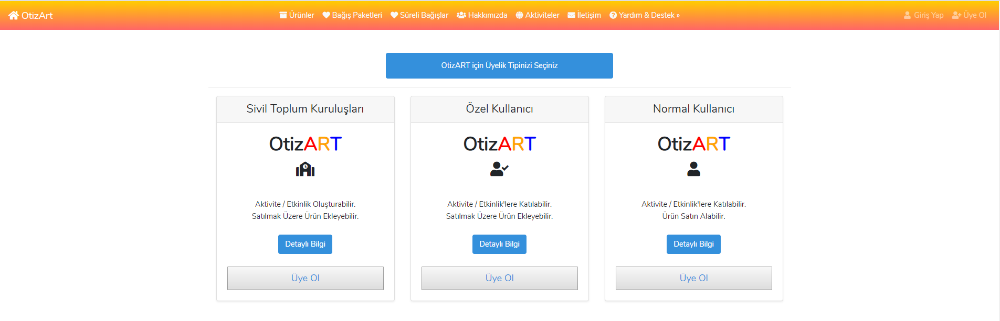 OtizArt
Ürünler
Bağış Paketleri
Süreli Bağışlar
Hakkımızda
Aktiviteler
İletişim
Yardım & Destek »
Giriş Yap
Üye Ol
OtizART için Üyelik Tipinizi Seçiniz
Sivil Toplum Kuruluşları
OtizART
Aktivite / Etkinlik Oluşturabilir.
Satılmak Üzere Ürün Ekleyebilir.
Detaylı Bilgi
Üye Ol
Özel Kullanıcı
OtizART
Aktivite / Etkinlik'lere Katılabilir.
Satılmak Üzere Ürün Ekleyebilir.
Detaylı Bilgi
Üye Ol
Normal Kullanıcı
OtizART
Aktivite / Etkinlik'lere Katılabilir.
Ürün Satın Alabilir.
Detaylı Bilgi
Üye Ol